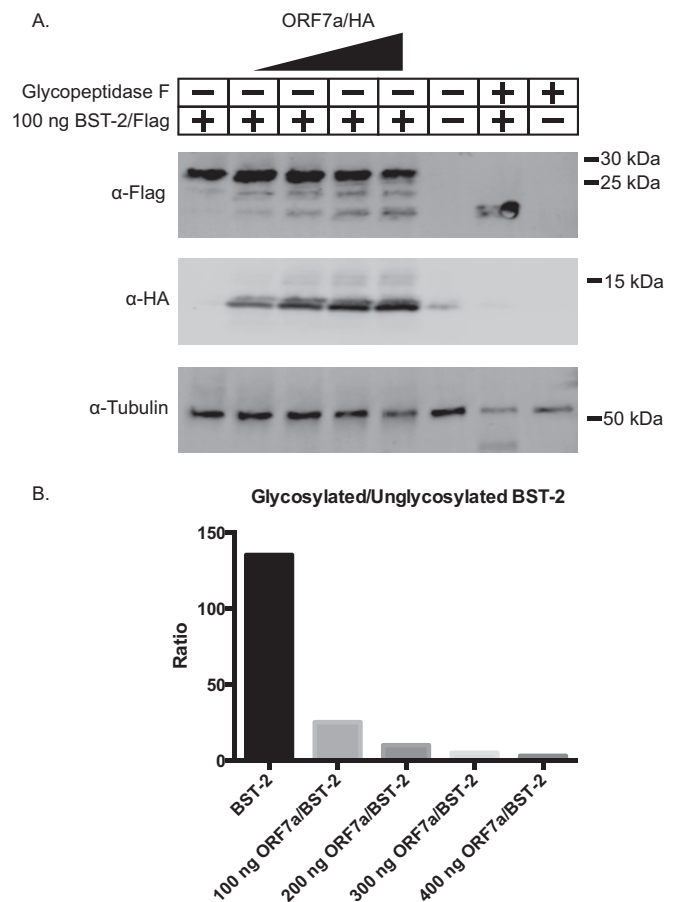 A.
ORF7a/HA
Glycopeptidase F − − − − − − + +
100 ng BST-2/Flag + + + + + − + −
α-Flag
30 kDa
25 kDa
α-HA
15 kDa
α-Tubulin
50 kDa
B.
Glycosylated/Unglycosylated BST-2
Ratio
150
100
50
0
BST-2
100 ng ORF7a/BST-2
200 ng ORF7a/BST-2
300 ng ORF7a/BST-2
400 ng ORF7a/BST-2